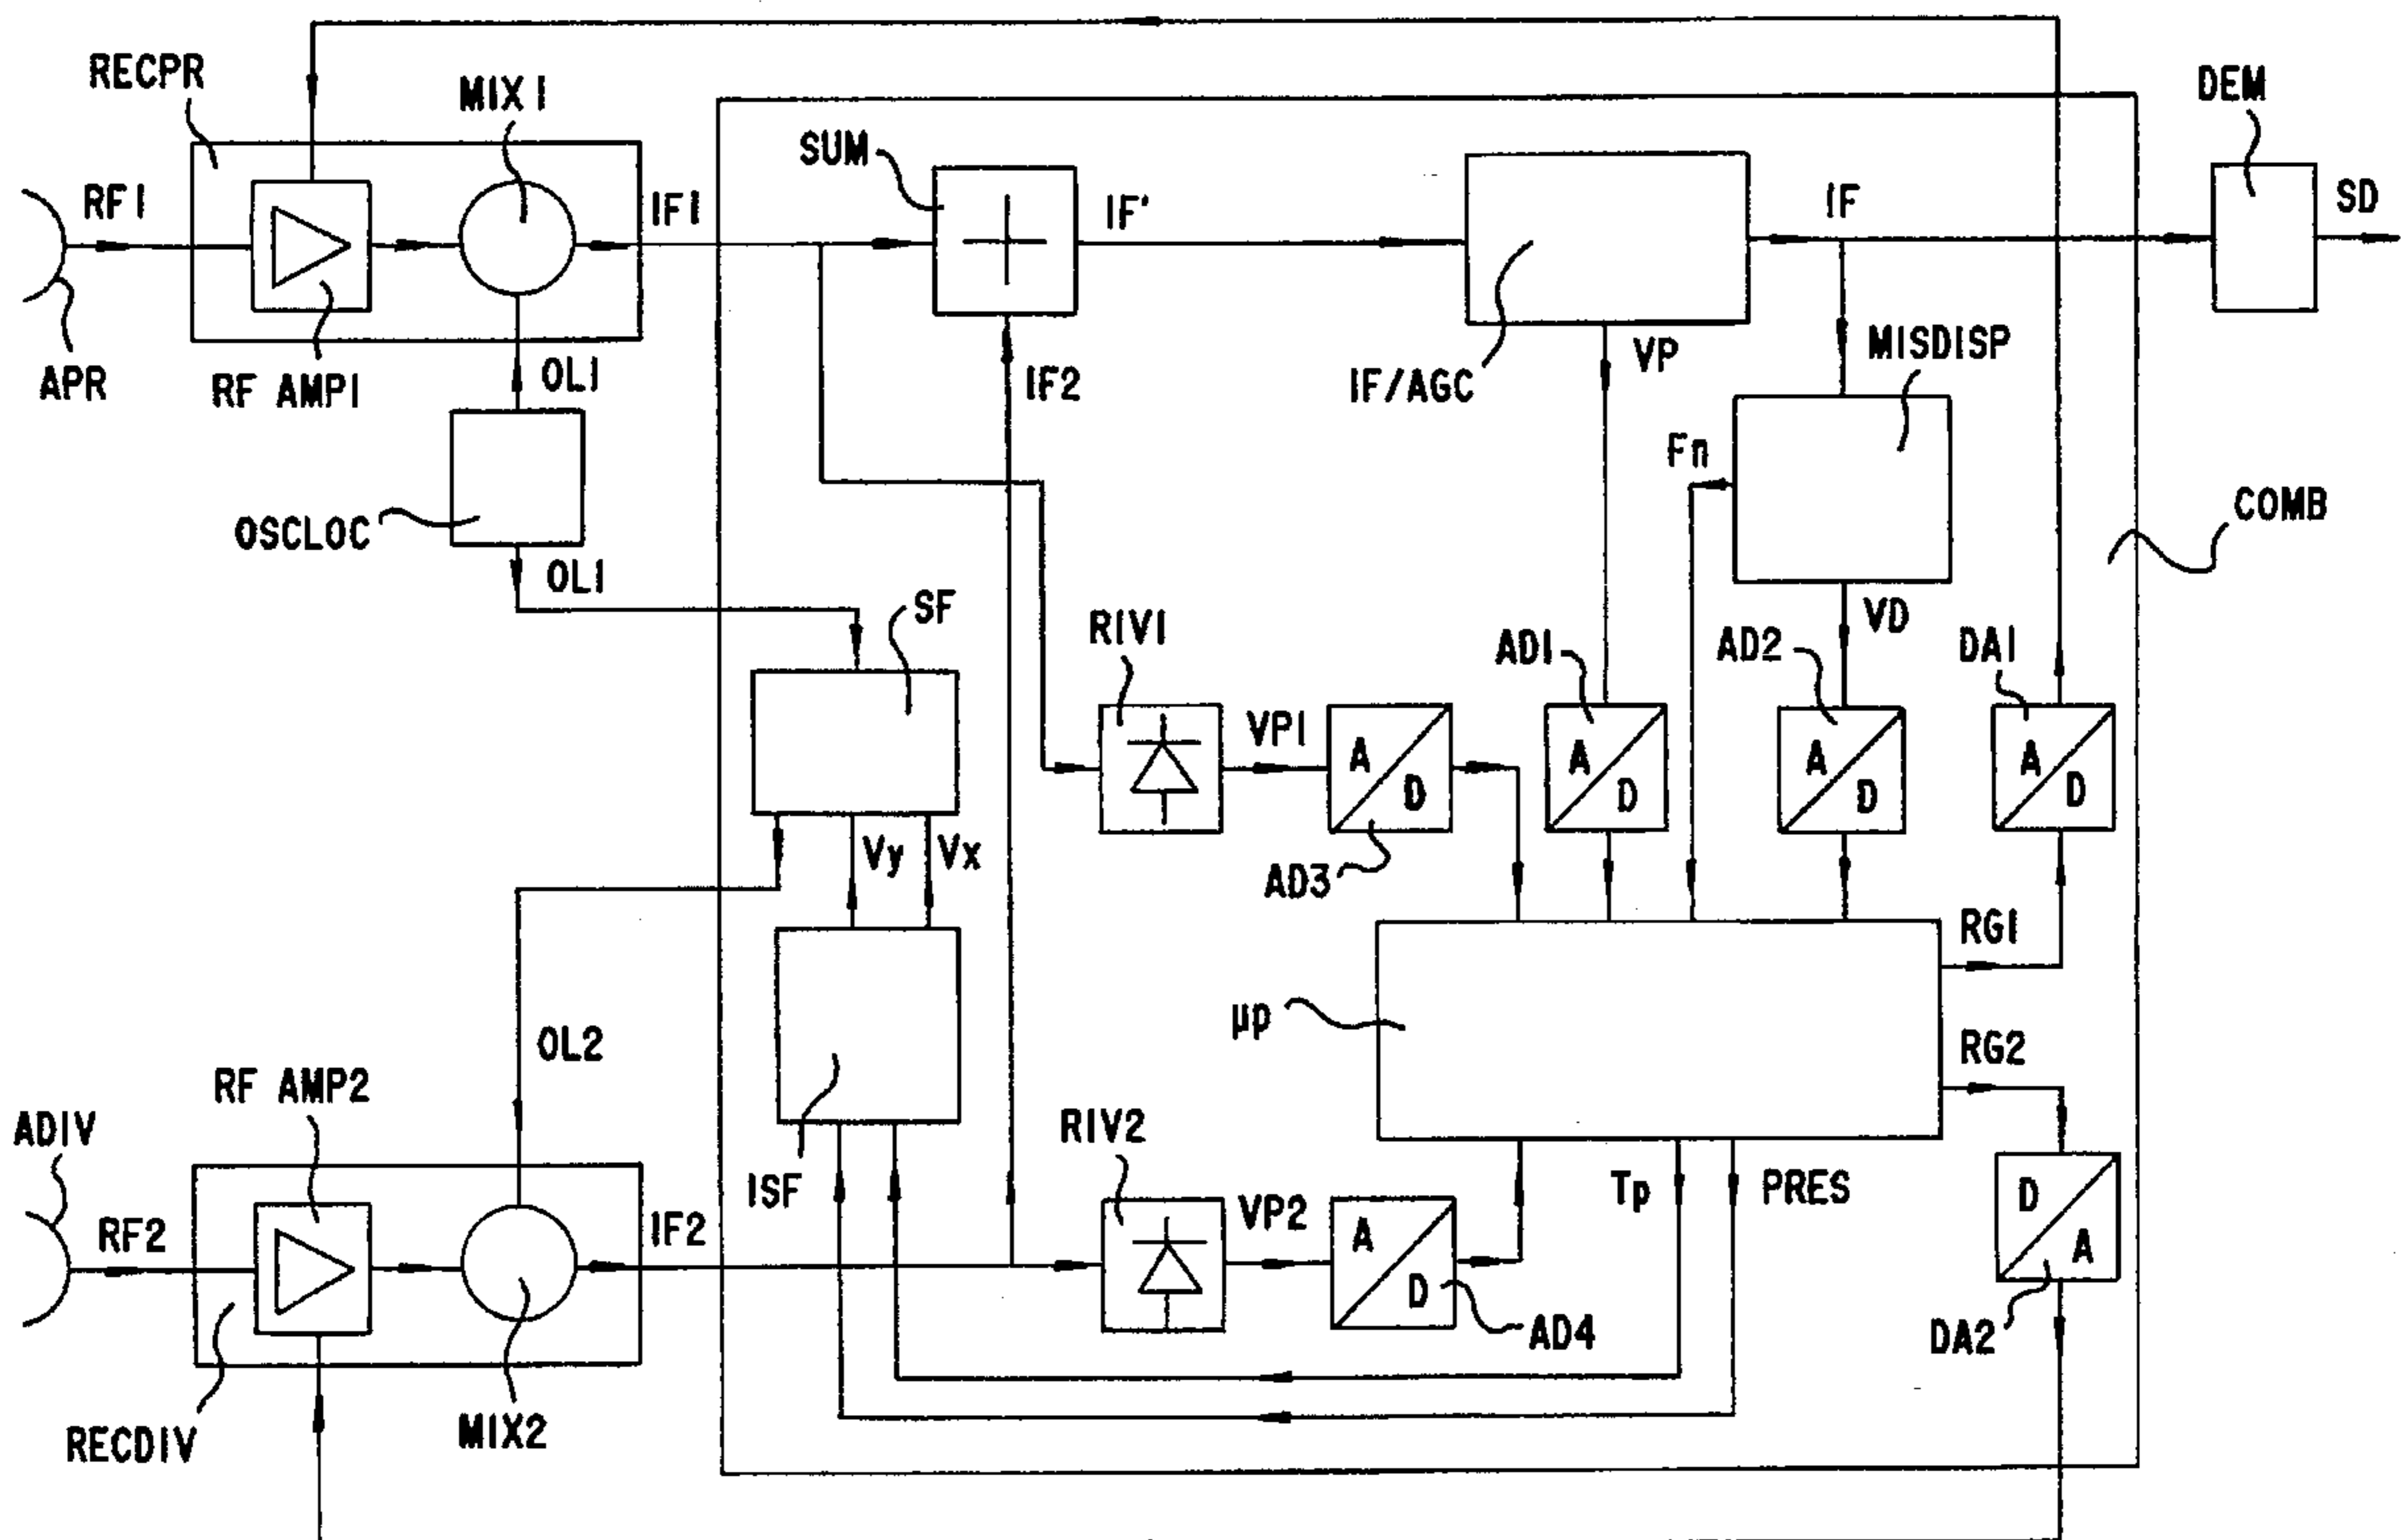 RECPR
MIX1
DEM
SUM
RF1
IF1
IF'
IF
SD
MISDISP
VP
APR
RF AMP1
OL1
IF2
IF/AGC
Fn
COMB
OSCLOC
OL1
SF
RIV1
VD
AD1
AD2
DA1
VP1
A
D
A
D
A
D
A
D
Vy
Vx
AD3
RG1
µp
OL2
RG2
RF AMP2
ADIV
RIV2
ISF
Tp
PRES
RF2
IF2
VP2
A
D
D
A
AD4
DA2
RECDIV
MIX2